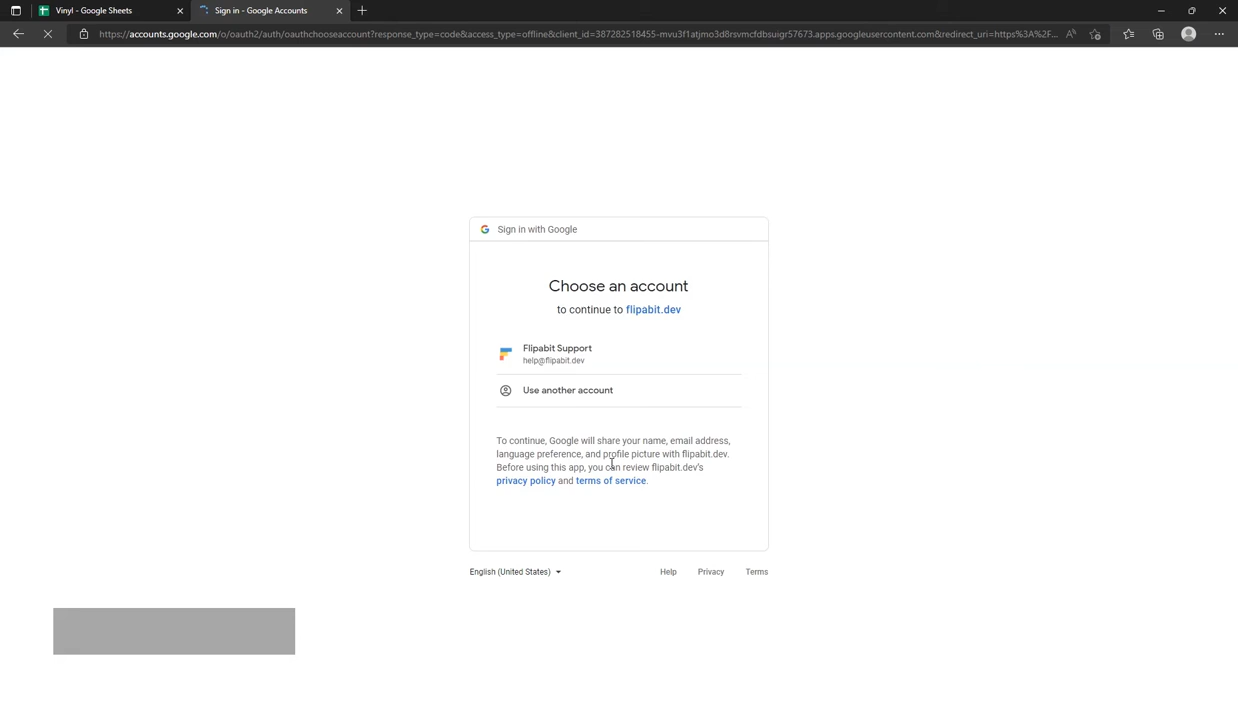 Vinyl - Google Sheets
Sign in - Google Accounts
https://accounts.google.com/o/oauth2/auth/oauthchooseaccount?response_type=code&access_type=offline&client_id=387282518455-mvu3f1atjmo3d8rsvmcfdbsuigr57673.apps.googleusercontent.com&redirect_uri=https%3A%2F...
Sign in with Google
Choose an account
to continue to flipabit.dev
Flipabit Support
help@flipabit.dev
Use another account
To continue, Google will share your name, email address,
language preference, and profile picture with flipabit.dev.
Before using this app, you can review flipabit.dev's
privacy policy and terms of service.
English (United States)
Help
Privacy
Terms